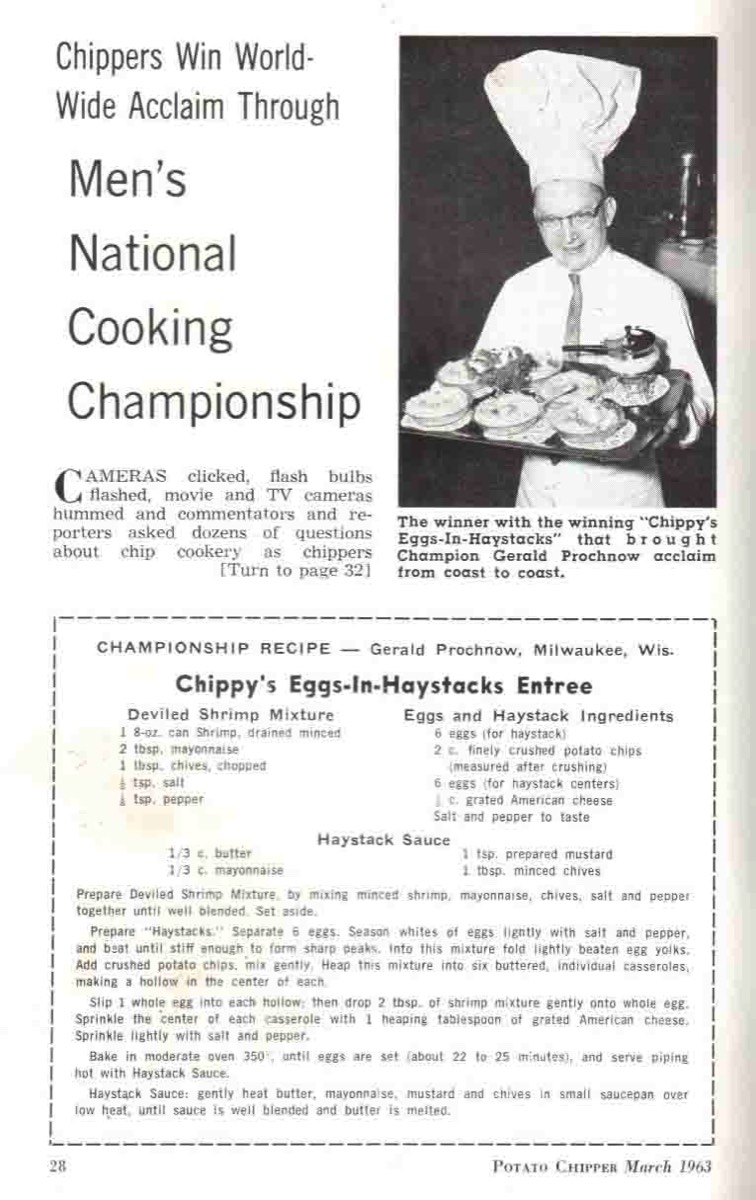 Chippers Win World-
Wide Acclaim Through
Men's
National
Cooking
Championship
CAMERAS clicked, flash bulbs
flashed, movie and TV cameras
hummed and commentators and re-
porters asked dozens of questions
about chip cookery as chippers
[Turn to page 32]
The winner with the winning "Chippy's
Eggs-In-Haystacks" that brought
Champion Gerald Prochnow acclaim
from coast to coast.
CHAMPIONSHIP RECIPE — Gerald Prochnow, Milwaukee, Wis.
Chippy's Eggs-In-Haystacks Entree
Deviled Shrimp Mixture
1 8-oz. can Shrimp, drained minced
2 tbsp. mayonnaise
1 tbsp. chives, chopped
tsp. salt
tsp. pepper
Eggs and Haystack Ingredients
6 eggs (for haystack)
2 c. finely crushed potato chips
(measured after crushing)
6 eggs (for haystack centers)
c. grated American cheese
Salt and pepper to taste
Haystack Sauce
1/3 c. butter
1/3 c. mayonnaise
1 tsp. prepared mustard
1 tbsp. minced chives
Prepare Deviled Shrimp Mixture, by mixing minced shrimp, mayonnaise, chives, salt and pepper
together until well blended. Set aside.
Prepare "Haystacks." Separate 6 eggs. Season whites of eggs lightly with salt and pepper,
and beat until stiff enough to form sharp peaks. Into this mixture fold lightly beaten egg yolks.
Add crushed potato chips, mix gently. Heap this mixture into six buttered, individual casseroles,
making a hollow in the center of each.
Slip 1 whole egg into each hollow; then drop 2 tbsp. of shrimp mixture gently onto whole egg.
Sprinkle the center of each casserole with 1 heaping tablespoon of grated American cheese.
Sprinkle lightly with salt and pepper.
Bake in moderate oven 350°, until eggs are set (about 22 to 25 minutes), and serve piping
hot with Haystack Sauce.
Haystack Sauce: gently heat butter, mayonnaise, mustard and chives in small saucepan over
low heat, until sauce is well blended and butter is melted.
28
POTATO CHIPPER March 1963